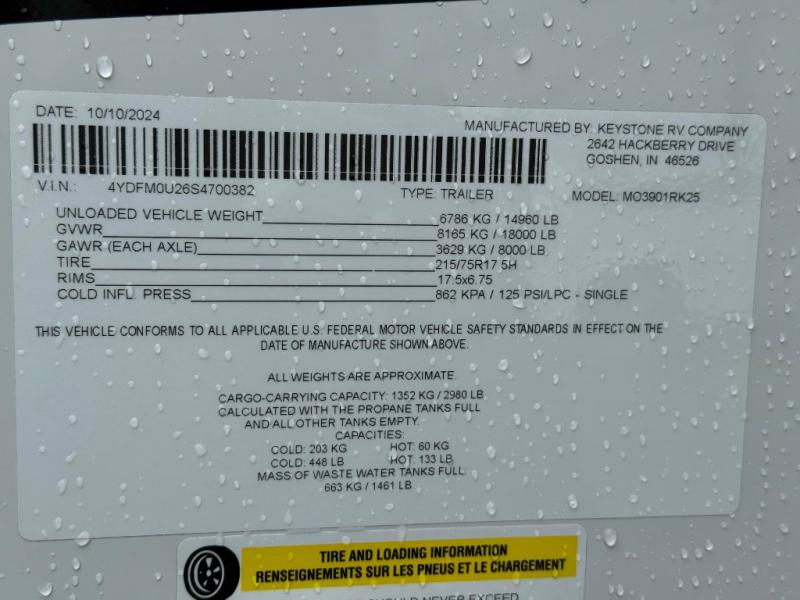 DATE: 10/10/2024
MANUFACTURED BY: KEYSTONE RV COMPANY
2642 HACKBERRY DRIVE
GOSHEN, IN 46526
V.I.N.: 4YDFM0U26S4700382 TYPE: TRAILER MODEL: MO3901RK25
UNLOADED VEHICLE WEIGHT 6786 KG / 14960 LB
GVWR 8165 KG / 18000 LB
GAWR (EACH AXLE) 3629 KG / 8000 LB
TIRE 215/75R17.5H
RIMS 17.5x6.75
COLD INFL. PRESS 862 KPA / 125 PSI/LPC - SINGLE
THIS VEHICLE CONFORMS TO ALL APPLICABLE U.S. FEDERAL MOTOR VEHICLE SAFETY STANDARDS IN EFFECT ON THE
DATE OF MANUFACTURE SHOWN ABOVE.
ALL WEIGHTS ARE APPROXIMATE.
CARGO-CARRYING CAPACITY: 1352 KG / 2980 LB
CALCULATED WITH THE PROPANE TANKS FULL
AND ALL OTHER TANKS EMPTY.
CAPACITIES:
COLD: 203 KG HOT: 60 KG
COLD: 448 LB HOT: 133 LB
MASS OF WASTE WATER TANKS FULL:
663 KG / 1461 LB
TIRE AND LOADING INFORMATION
RENSEIGNEMENTS SUR LES PNEUS ET LE CHARGEMENT
SHOULD NEVER EXCEED